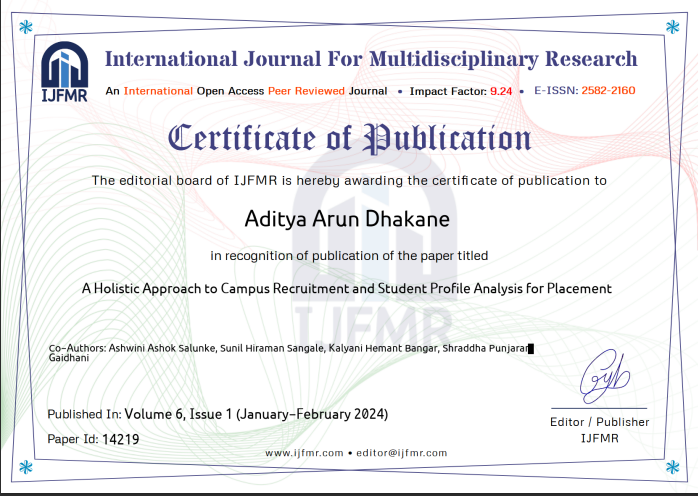 International Journal For Multidisciplinary Research
IJFMR
An International Open Access Peer Reviewed Journal • Impact Factor: 9.24 • E-ISSN: 2582-2160
Certificate of Publication
The editorial board of IJFMR is hereby awarding the certificate of publication to
Aditya Arun Dhakane
in recognition of publication of the paper titled
A Holistic Approach to Campus Recruitment and Student Profile Analysis for Placement
IJFMR
Co-Authors: Ashwini Ashok Salunke, Sunil Hiraman Sangale, Kalyani Hemant Bangar, Shraddha Punjaran
Gaidhani
Published In: Volume 6, Issue 1 (January-February 2024)
Editor / Publisher
IJFMR
Paper Id: 14219
www.ijfmr.com • editor@ijfmr.com